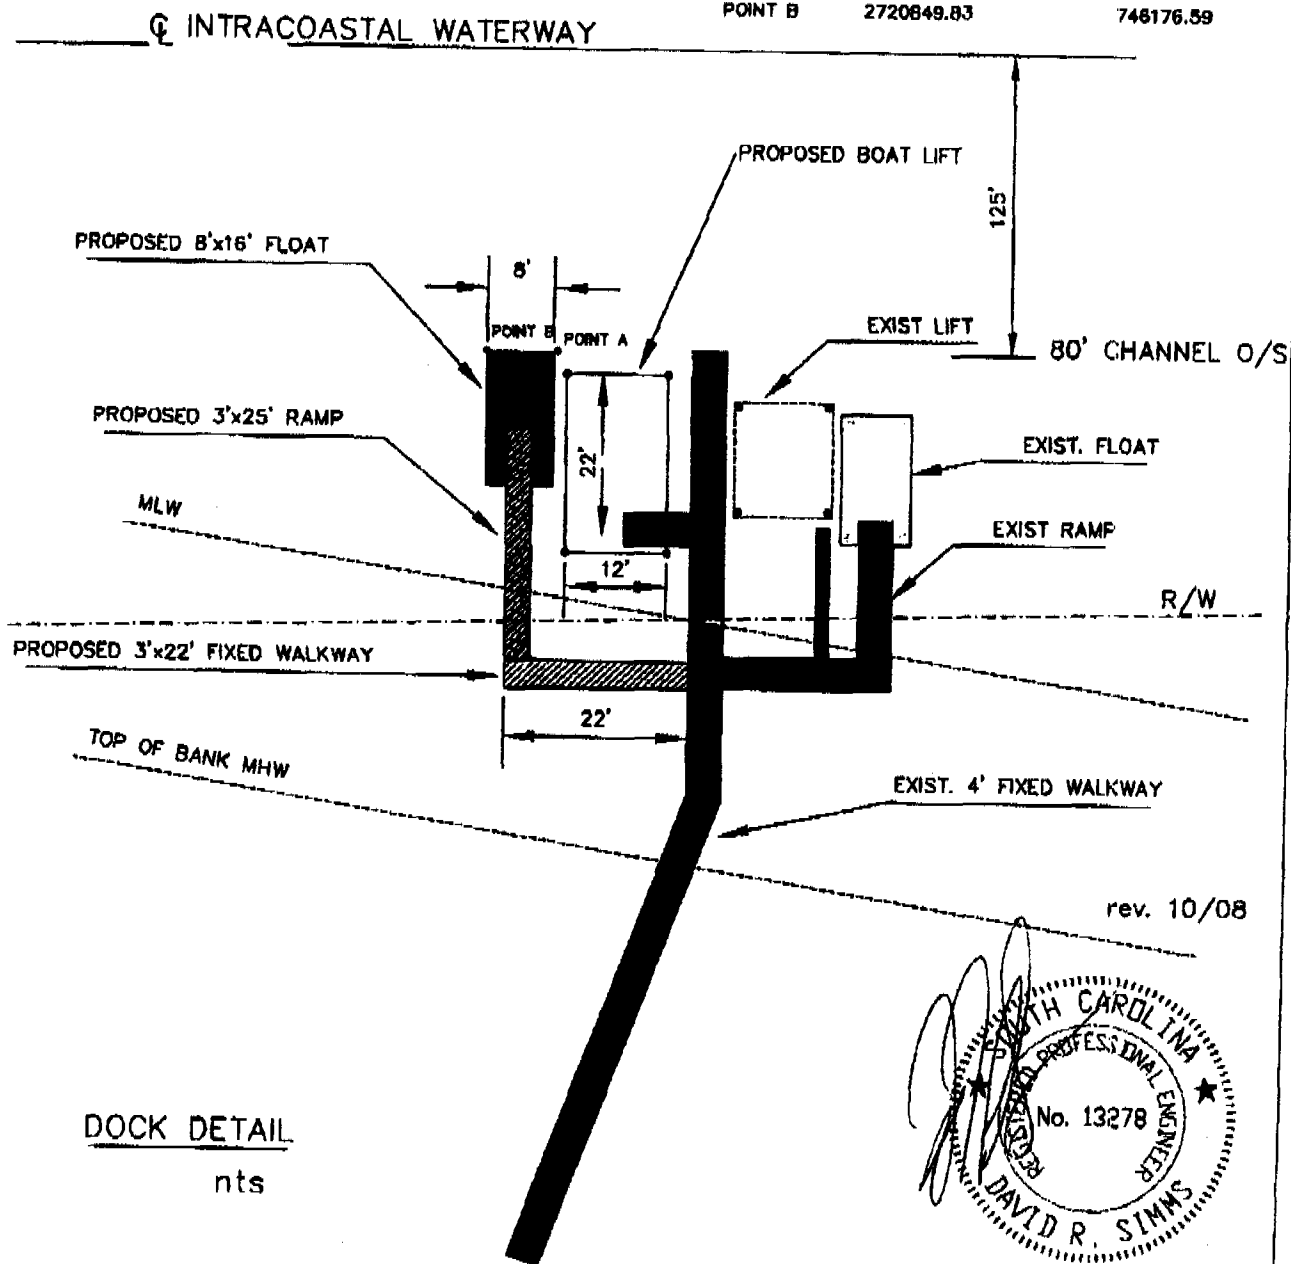 POINT B 2720849.83 746176.59
℄ INTRACOASTAL WATERWAY
PROPOSED BOAT LIFT
125'
PROPOSED 8'x16' FLOAT
8'
EXIST LIFT
POINT B
POINT A
80' CHANNEL O/S
PROPOSED 3'x25' RAMP
EXIST. FLOAT
22'
MLW
EXIST RAMP
12'
R/W
PROPOSED 3'x22' FIXED WALKWAY
22'
TOP OF BANK MHW
EXIST. 4' FIXED WALKWAY
rev. 10/08
SOUTH CAROLINA
REGISTERED PROFESSIONAL ENGINEER
No. 13278
DAVID R. SIMMS
DOCK DETAIL
nts